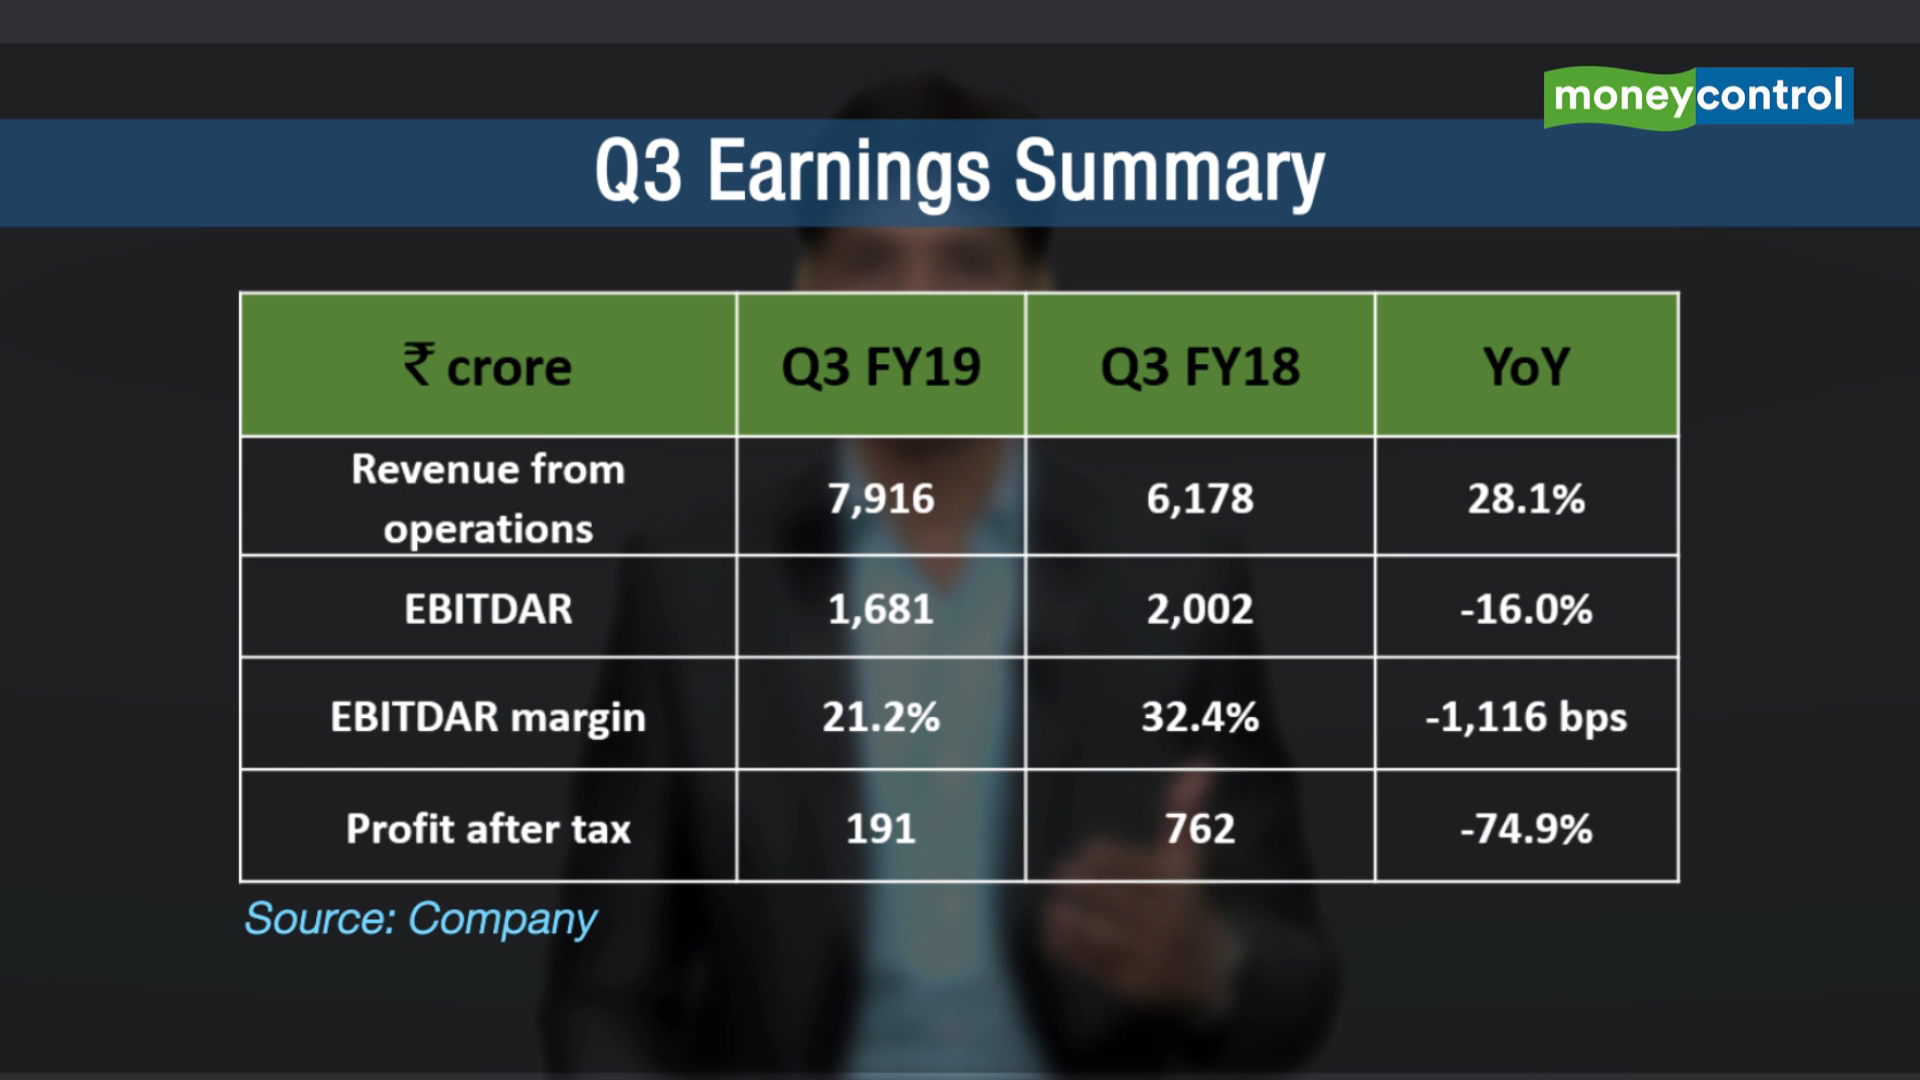 moneycontrol
Q3 Earnings Summary
₹ crore Q3 FY19 Q3 FY18 YoY
Revenue from
operations 7,916 6,178 28.1%
EBITDAR 1,681 2,002 -16.0%
EBITDAR margin 21.2% 32.4% -1,116 bps
Profit after tax 191 762 -74.9%
Source: Company